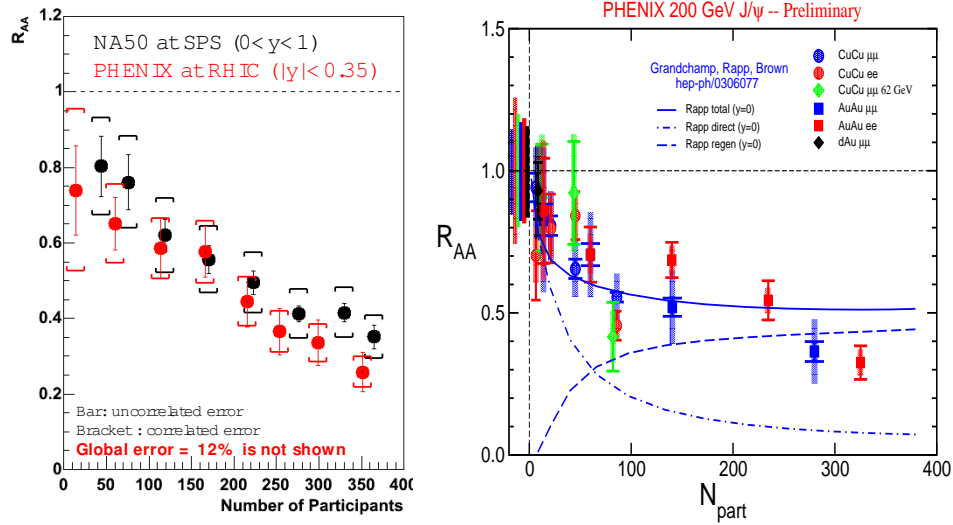 R_AA
NA50 at SPS (0<y<1)
PHENIX at RHIC (|y|<0.35)
1.2
1
0.8
0.6
0.4
0.2
0
Bar: uncorrelated error
Bracket : correlated error
Global error = 12% is not shown
0 50 100 150 200 250 300 350 400
Number of Participants
PHENIX 200 GeV J/ψ -- Preliminary
R_AA
1.5
1.0
0.5
0.0
Grandchamp, Rapp, Brown
hep-ph/0306077
Rapp total (y=0)
Rapp direct (y=0)
Rapp regen (y=0)
CuCu μμ
CuCu ee
CuCu μμ 62 GeV
AuAu μμ
AuAu ee
dAu μμ
0 100 200 300 400
N_part